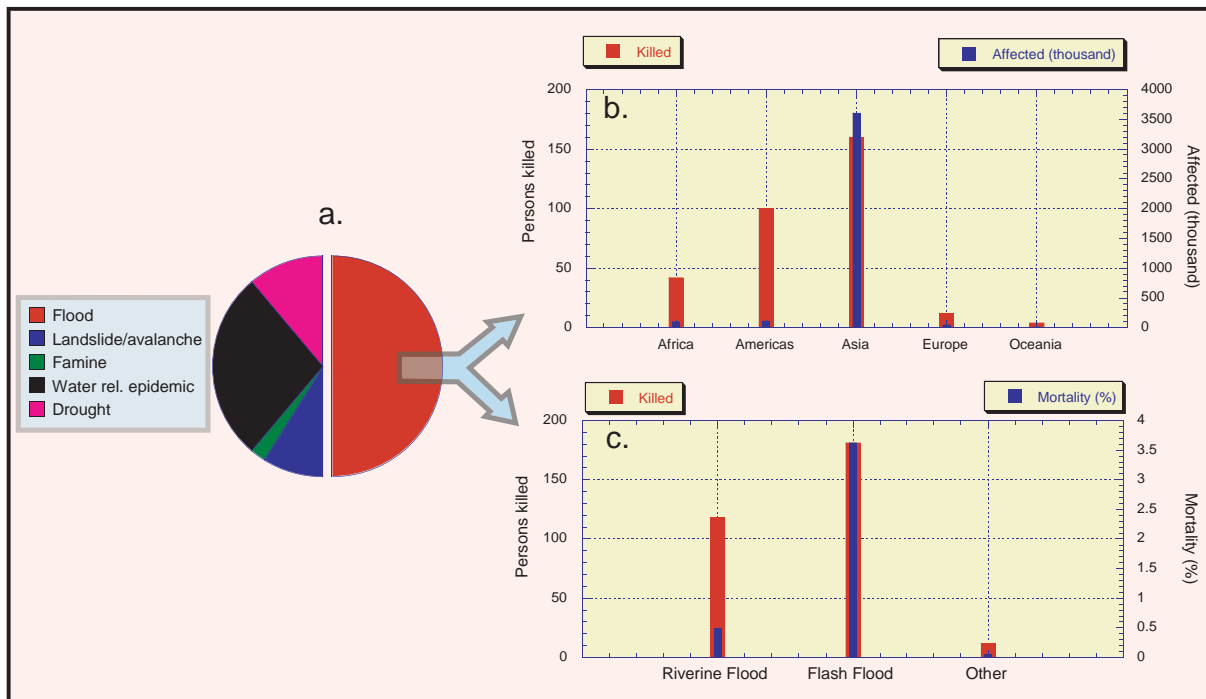 a.
Flood
Landslide/avalanche
Famine
Water rel. epidemic
Drought
Killed
Affected (thousand)
b.
Persons killed
200
150
100
50
0
4000
3500
3000
2500
2000
1500
1000
500
0
Affected (thousand)
Africa Americas Asia Europe Oceania
Killed
Mortality (%)
c.
Persons killed
200
150
100
50
0
4
3.5
3
2.5
2
1.5
1
0.5
0
Mortality (%)
Riverine Flood Flash Flood Other